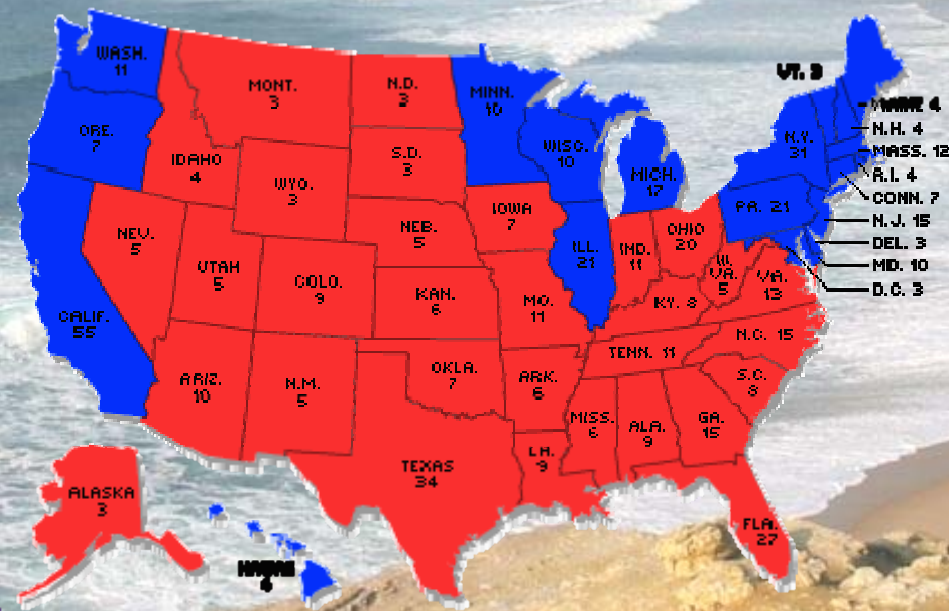 WASH.
11
ORE.
7
CALIF.
55
IDAHO
4
NEV.
5
MONT.
3
WYO.
3
UTAH
5
COLO.
9
ARIZ.
10
N.M.
5
N.D.
3
S.D.
3
NEB.
5
KAN.
6
OKLA.
7
TEXAS
34
MINN.
10
IOWA
7
MO.
11
ARK.
6
LA.
9
WISC.
10
ILL.
21
MICH.
17
IND.
11
OHIO
20
KY. 8
TENN. 11
MISS.
6
ALA.
9
GA.
15
FLA.
27
S.C.
8
N.C. 15
VA.
13
W.
VA.
5
PA. 21
N.Y.
31
VT. 3
MAINE 4
N.H. 4
MASS. 12
R.I. 4
CONN. 7
N.J. 15
DEL. 3
MD. 10
D.C. 3
ALASKA
3